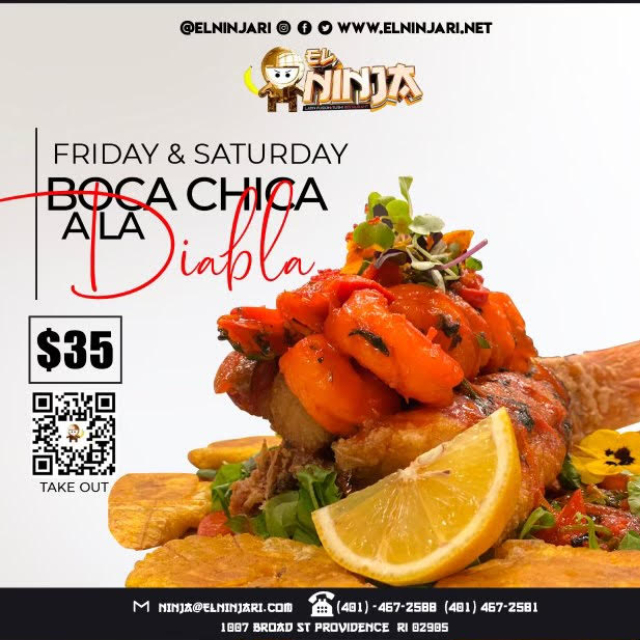 @ELNINJARI WWW.ELNINJARI.NET
EL
NINJA
FRIDAY & SATURDAY
BOCA CHICA
A LA
Diabla
$35
TAKE OUT
NINJA@ELNINJARI.COM (401) -467-2588 (401) 467-2581
1007 BROAD ST PROVIDENCE RI 02905